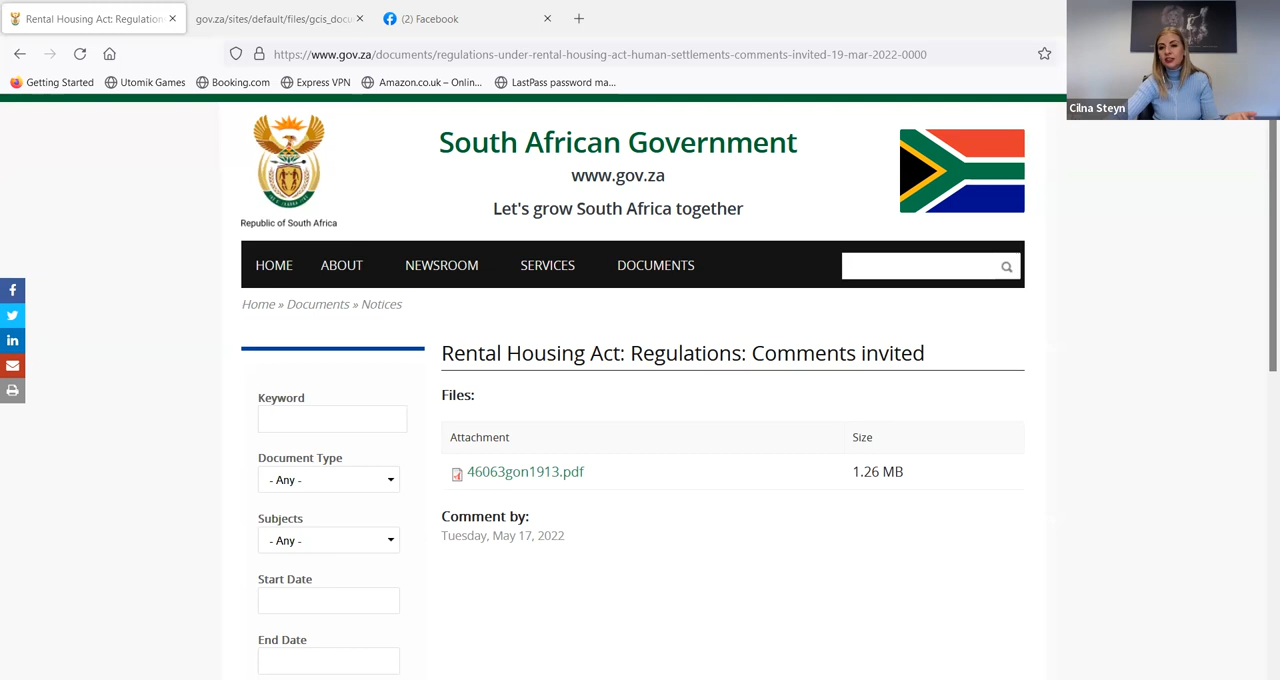 Rental Housing Act: Regulation
gov.za/sites/default/files/gcis_docu
(2) Facebook
https://www.gov.za/documents/regulations-under-rental-housing-act-human-settlements-comments-invited-19-mar-2022-0000
Getting Started
Utomik Games
Booking.com
Express VPN
Amazon.co.uk – Onlin...
LastPass password ma...
Cilna Steyn
South African Government
www.gov.za
Let's grow South Africa together
Republic of South Africa
HOME
ABOUT
NEWSROOM
SERVICES
DOCUMENTS
Home » Documents » Notices
Rental Housing Act: Regulations: Comments invited
Files:
Attachment
Size
46063gon1913.pdf
1.26 MB
Comment by:
Tuesday, May 17, 2022
Keyword
Document Type
- Any -
Subjects
- Any -
Start Date
End Date